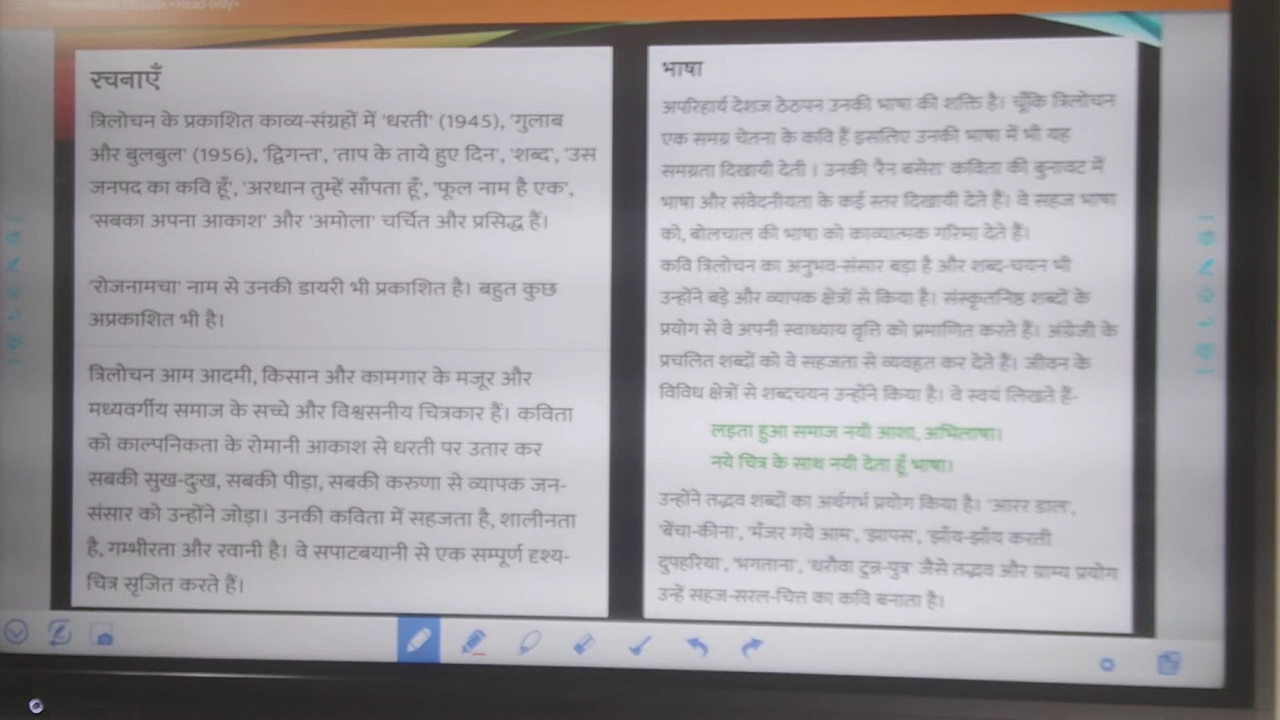 रचनाएँ
त्रिलोचन के प्रकाशित काव्य-संग्रहों में 'धरती' (1945), 'गुलाब
और बुलबुल' (1956), 'द्विगन्त', 'ताप के ताये हुए दिन', 'शब्द', 'उस
जनपद का कवि हूँ', 'अरधान तुम्हें साँपता हूँ', 'फूल नाम है एक',
'सबका अपना आकाश' और 'अमोला' चर्चित और प्रसिद्ध हैं।
'रोजनामचा' नाम से उनकी डायरी भी प्रकाशित है। बहुत कुछ
अप्रकाशित भी है।
त्रिलोचन आम आदमी, किसान और कामगार के मजूर और
मध्यवर्गीय समाज के सच्चे और विश्वसनीय चित्रकार हैं। कविता
को काल्पनिकता के रोमानी आकाश से धरती पर उतार कर
सबकी सुख-दुःख, सबकी पीड़ा, सबकी करुणा से व्यापक जन-
संसार को उन्होंने जोड़ा। उनकी कविता में सहजता है, शालीनता
है, गम्भीरता और रवानी है। वे सपाटबयानी से एक सम्पूर्ण दृश्य-
चित्र सृजित करते हैं।
भाषा
अपरिहार्य देशज ठेठपन उनकी भाषा की शक्ति है। चूँकि त्रिलोचन
एक समग्र चेतना के कवि हैं इसलिए उनकी भाषा में भी यह
समग्रता दिखायी देती । उनकी 'रैन बसेरा' कविता की बुनावट में
भाषा और संवेदनीयता के कई स्तर दिखायी देते हैं। वे सहज भाषा
को, बोलचाल की भाषा को काव्यात्मक गरिमा देते हैं।
कवि त्रिलोचन का अनुभव-संसार बड़ा है और शब्द-चयन भी
उन्होंने बड़े और व्यापक क्षेत्रों से किया है। संस्कृतनिष्ठ शब्दों के
प्रयोग से वे अपनी स्वाध्याय वृत्ति को प्रमाणित करते हैं। अंग्रेजी के
प्रचलित शब्दों को वे सहजता से व्यवहृत कर देते हैं। जीवन के
विविध क्षेत्रों से शब्दचयन उन्होंने किया है। वे स्वयं लिखते हैं-
लड़ता हुआ समाज नयी आशा, अभिलाषा।
नये चित्र के साथ नयी देता हूँ भाषा।
उन्होंने तद्भव शब्दों का अर्थगर्भ प्रयोग किया है। 'आरर डाल',
'बेंचा-कीना', 'मँजर गये आम', 'झापस', 'झाँय-झाँय करती
दुपहरिया', 'भगताना', 'धरौवा टुन्न-पुत्र' जैसे तद्भव और ग्राम्य प्रयोग
उन्हें सहज-सरल-चित्त का कवि बनाता है।